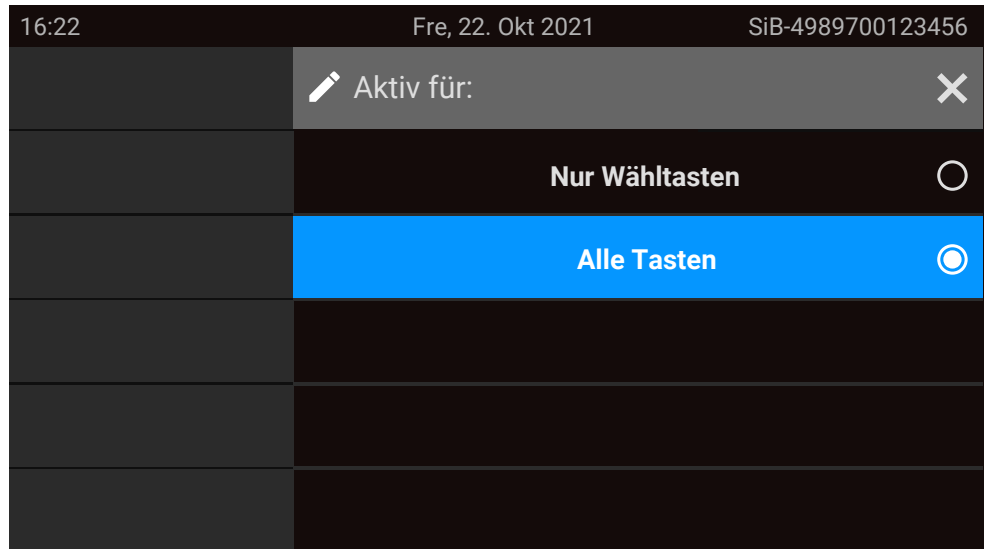 16:22 Fre, 22. Okt 2021 SiB-4989700123456
Aktiv für:
Nur Wähltasten
Alle Tasten